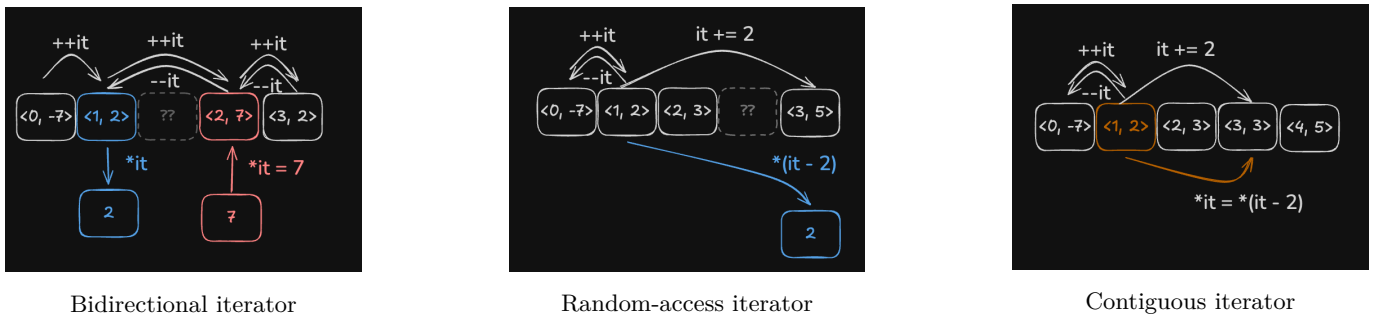 ++it
++it
++it
--it
--it
<0, -7>
<1, 2>
??
<2, 7>
<3, 2>
*it
*it = 7
2
7
Bidirectional iterator
++it
it += 2
--it
<0, -7>
<1, 2>
<2, 3>
??
<3, 5>
*(it - 2)
2
Random-access iterator
++it
it += 2
--it
<0, -7>
<1, 2>
<2, 3>
<3, 3>
<4, 5>
*it = *(it - 2)
Contiguous iterator